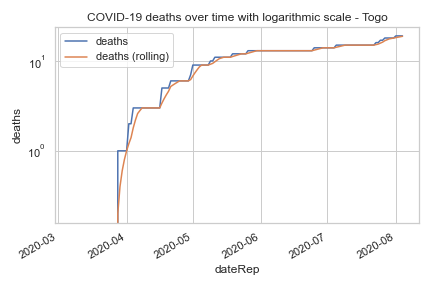 COVID-19 deaths over time with logarithmic scale - Togo
deaths
deaths (rolling)
10¹
10⁰
deaths
2020-03
2020-04
2020-05
2020-06
2020-07
2020-08
dateRep